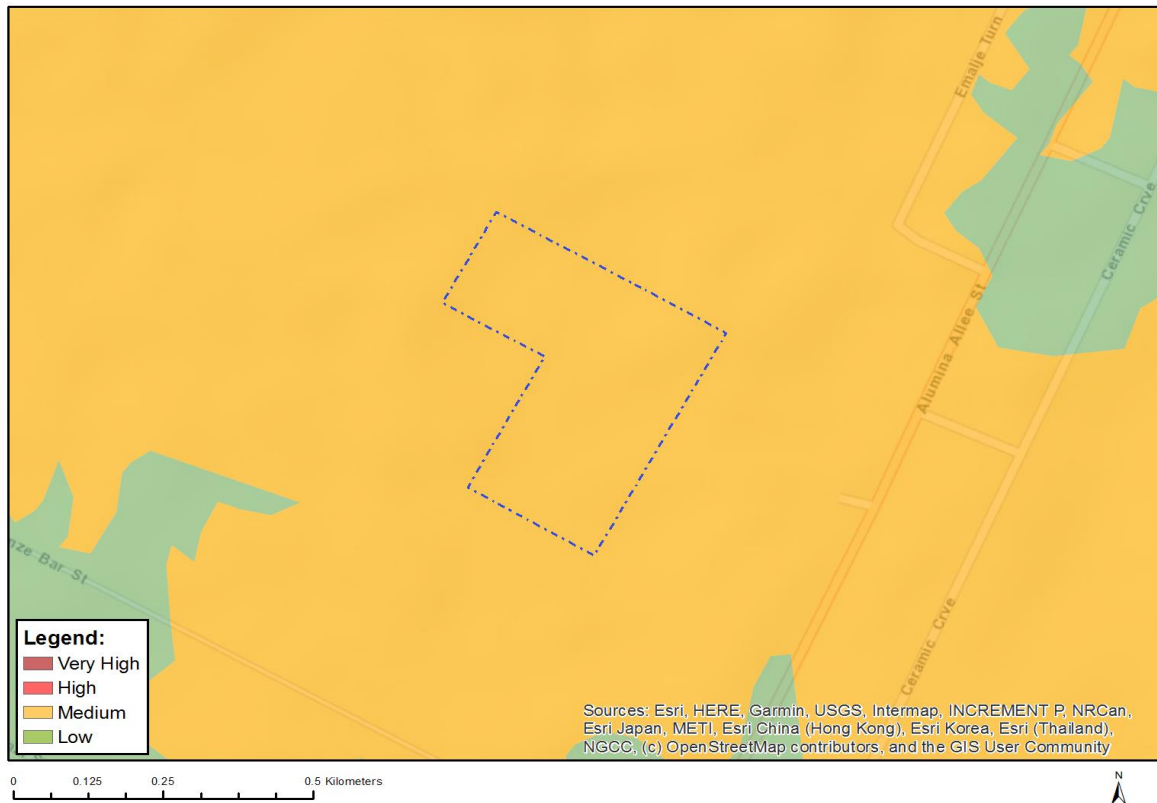 Emalje Turn
Ceramic Crve
Alumina Allee St
nze Bar St
Ceramic Crve
Legend:
Very High
High
Medium
Low
Sources: Esri, HERE, Garmin, USGS, Intermap, INCREMENT P, NRCan,
Esri Japan, METI, Esri China (Hong Kong), Esri Korea, Esri (Thailand),
NGCC, (c) OpenStreetMap contributors, and the GIS User Community
0 0.125 0.25 0.5 Kilometers
N